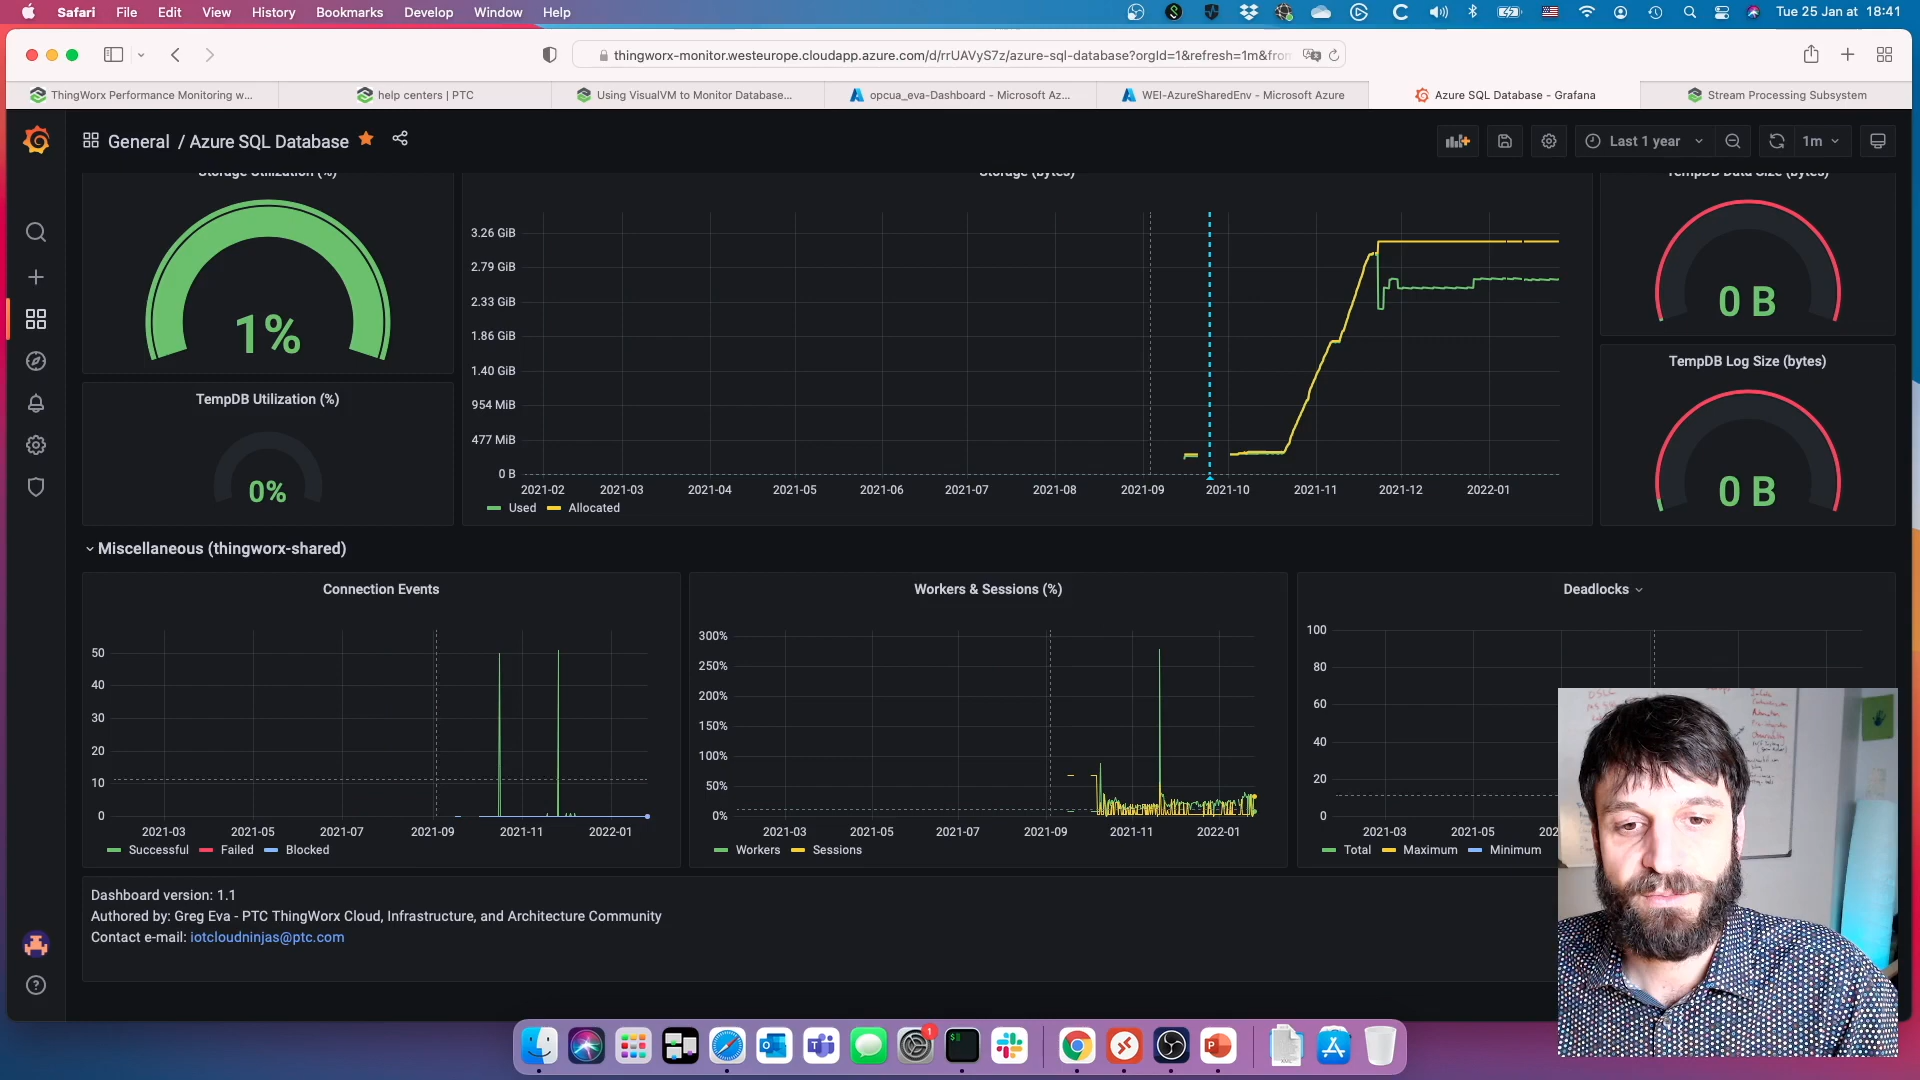 Safari File Edit View History Bookmarks Develop Window Help Tue 25 Jan at 18:41
thingworx-monitor.westeurope.cloudapp.azure.com/d/rrUAVyS7z/azure-sql-database?orgId=1&refresh=1m&from
ThingWorx Performance Monitoring w...
help centers | PTC
Using VisualVM to Monitor Database...
opcua_eva-Dashboard - Microsoft Az...
WEI-AzureSharedEnv - Microsoft Azure
Azure SQL Database - Grafana
Stream Processing Subsystem
General / Azure SQL Database
Last 1 year
1m
Storage Utilization (%)
1%
TempDB Utilization (%)
0%
Storage (bytes)
3.26 GiB
2.79 GiB
2.33 GiB
1.86 GiB
1.40 GiB
954 MiB
477 MiB
0 B
2021-02 2021-03 2021-04 2021-05 2021-06 2021-07 2021-08 2021-09 2021-10 2021-11 2021-12 2022-01
Used Allocated
TempDB Data Size (bytes)
0 B
TempDB Log Size (bytes)
0 B
Miscellaneous (thingworx-shared)
Connection Events
50
40
30
20
10
0
2021-03 2021-05 2021-07 2021-09 2021-11 2022-01
Successful Failed Blocked
Workers & Sessions (%)
300%
250%
200%
150%
100%
50%
0%
2021-03 2021-05 2021-07 2021-09 2021-11 2022-01
Workers Sessions
Deadlocks
100
80
60
40
20
0
2021-03 2021-05 202
Total Maximum Minimum
Dashboard version: 1.1
Authored by: Greg Eva - PTC ThingWorx Cloud, Infrastructure, and Architecture Community
Contact e-mail: iotcloudninjas@ptc.com
1